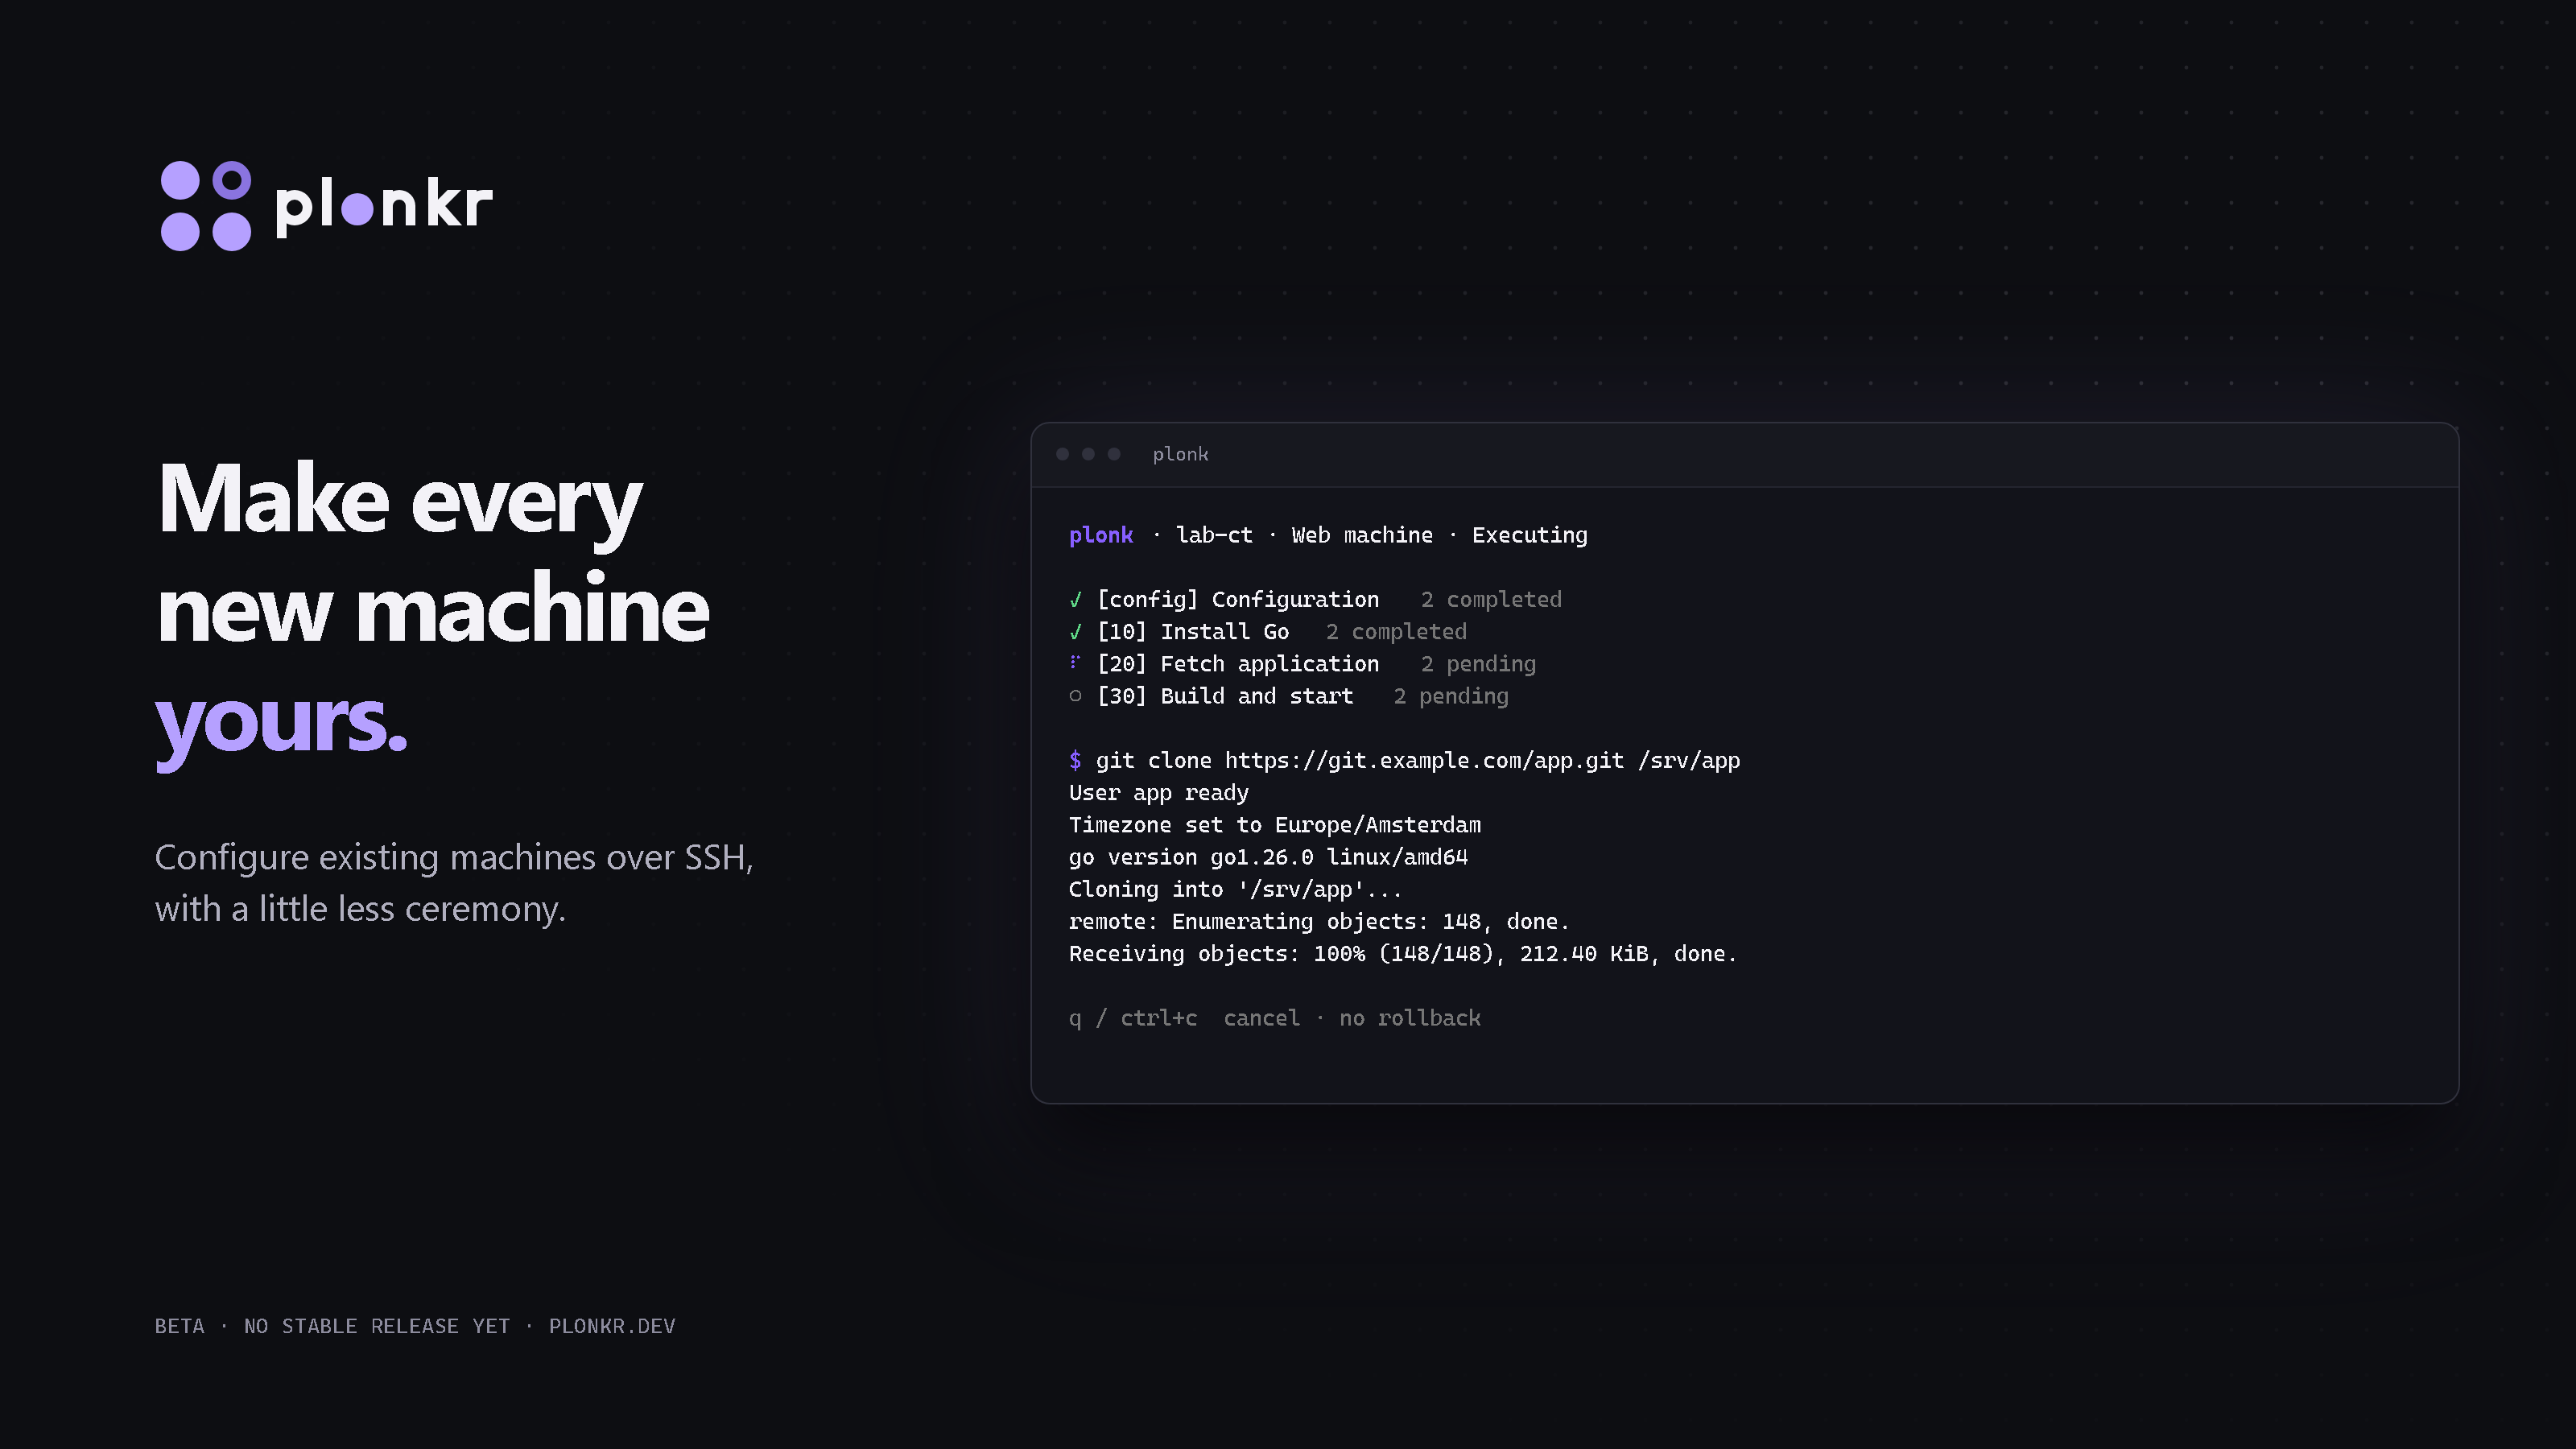 plonkr
Make every
new machine
yours.
Configure existing machines over SSH,
with a little less ceremony.
BETA · NO STABLE RELEASE YET · PLONKR.DEV
plonk
plonk · lab-ct · Web machine · Executing
✓ [config] Configuration 2 completed
✓ [10] Install Go 2 completed
⠏ [20] Fetch application 2 pending
○ [30] Build and start 2 pending
$ git clone https://git.example.com/app.git /srv/app
User app ready
Timezone set to Europe/Amsterdam
go version go1.26.0 linux/amd64
Cloning into '/srv/app'...
remote: Enumerating objects: 148, done.
Receiving objects: 100% (148/148), 212.40 KiB, done.
q / ctrl+c cancel · no rollback